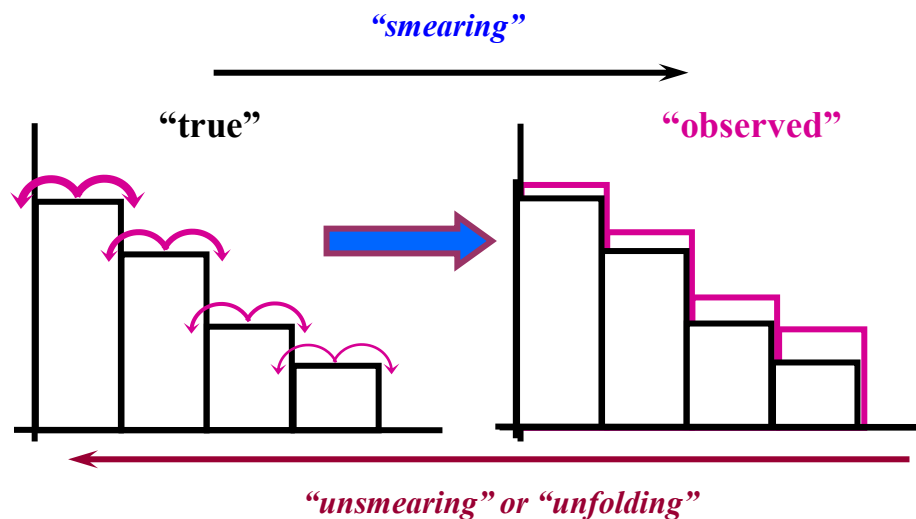 “smearing”
“true”
“observed”
“unsmearing” or “unfolding”